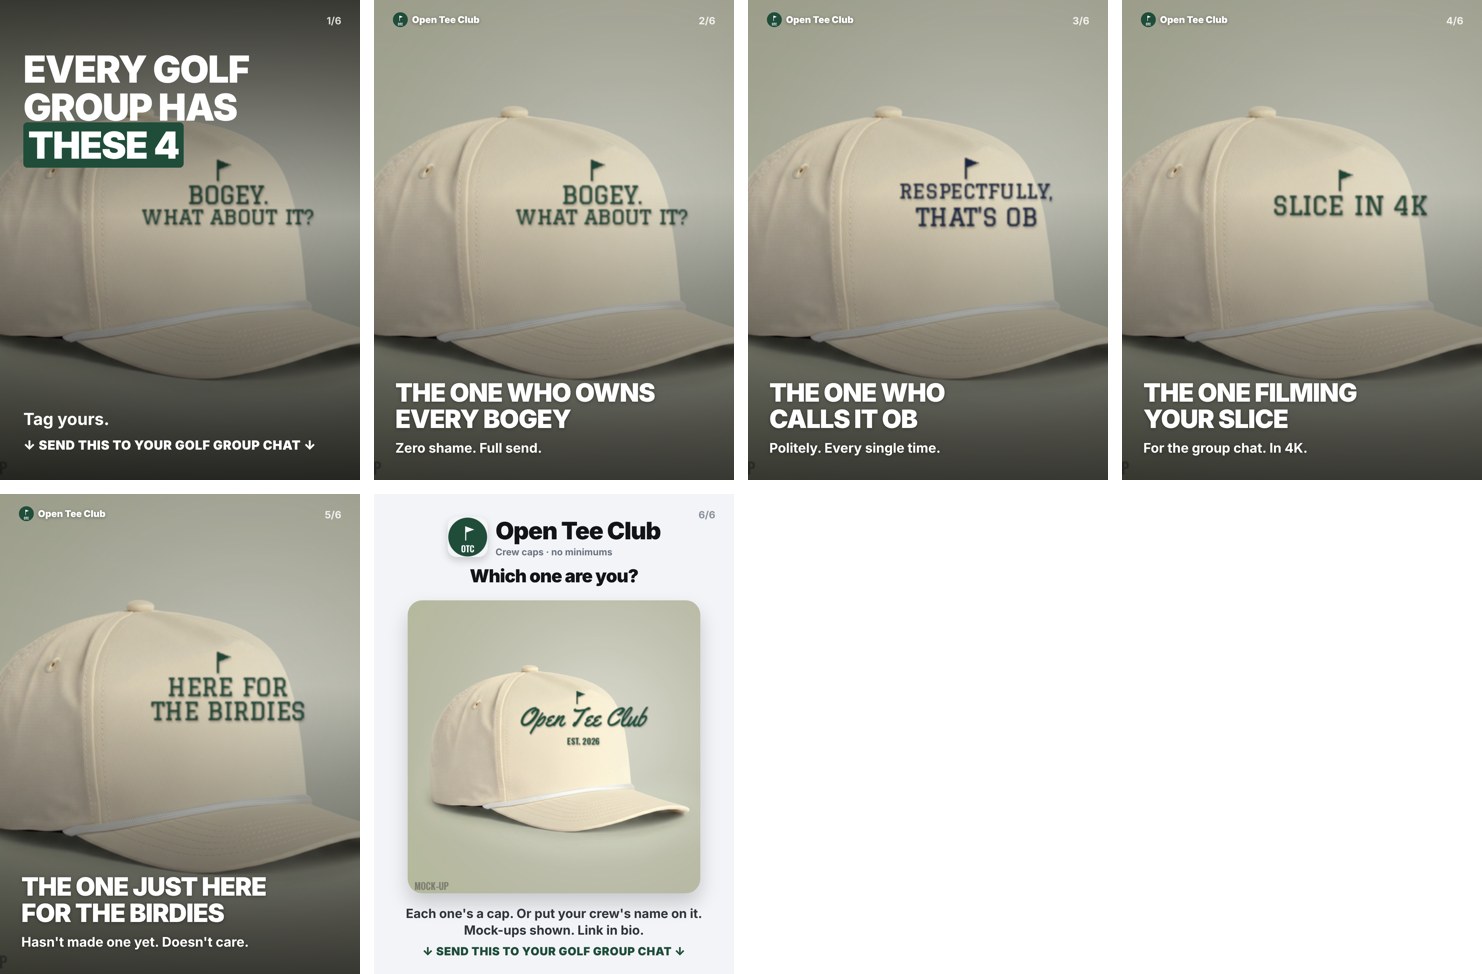 1/6
EVERY GOLF
GROUP HAS
THESE 4
BOGEY.
WHAT ABOUT IT?
Tag yours.
↓ SEND THIS TO YOUR GOLF GROUP CHAT ↓
P
Open Tee Club
2/6
BOGEY.
WHAT ABOUT IT?
THE ONE WHO OWNS
EVERY BOGEY
Zero shame. Full send.
P
Open Tee Club
3/6
RESPECTFULLY,
THAT'S OB
THE ONE WHO
CALLS IT OB
Politely. Every single time.
P
Open Tee Club
4/6
SLICE IN 4K
THE ONE FILMING
YOUR SLICE
For the group chat. In 4K.
P
Open Tee Club
5/6
HERE FOR
THE BIRDIES
THE ONE JUST HERE
FOR THE BIRDIES
Hasn't made one yet. Doesn't care.
P
6/6
OTC
Open Tee Club
Crew caps · no minimums
Which one are you?
Open Tee Club
EST. 2026
MOCK-UP
Each one's a cap. Or put your crew's name on it.
Mock-ups shown. Link in bio.
↓ SEND THIS TO YOUR GOLF GROUP CHAT ↓